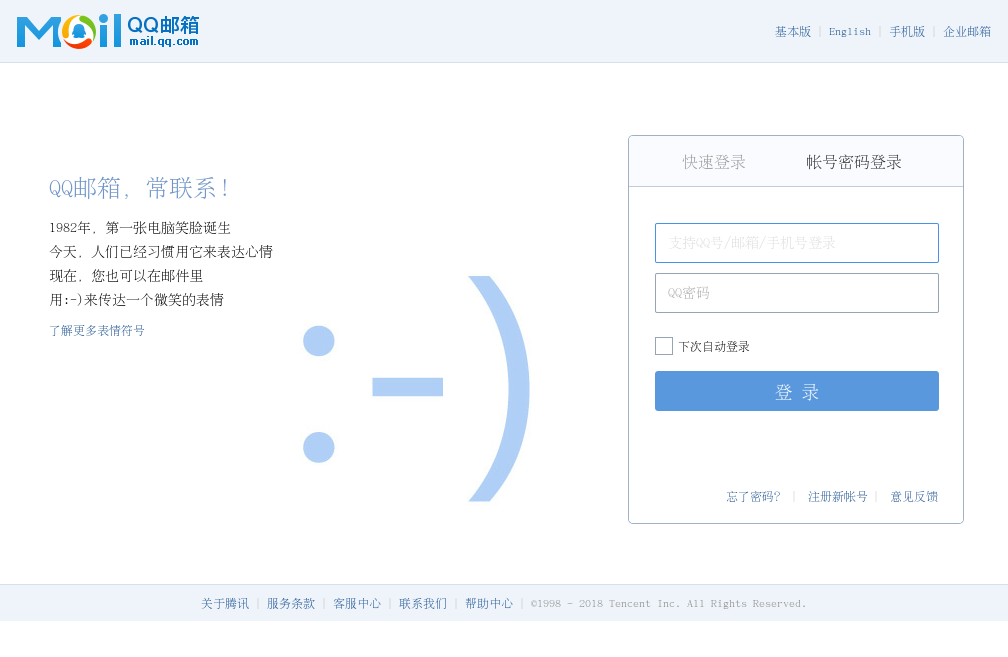 Mail QQ邮箱
mail.qq.com
基本版 | English | 手机版 | 企业邮箱
QQ邮箱，常联系！
1982年，第一张电脑笑脸诞生
今天，人们已经习惯用它来表达心情
现在，您也可以在邮件里
用:-)来传达一个微笑的表情
了解更多表情符号
:-)
快速登录 帐号密码登录
支持QQ号/邮箱/手机号登录
QQ密码
下次自动登录
登 录
忘了密码？ | 注册新帐号 | 意见反馈
关于腾讯 | 服务条款 | 客服中心 | 联系我们 | 帮助中心 | ©1998 - 2018 Tencent Inc. All Rights Reserved.